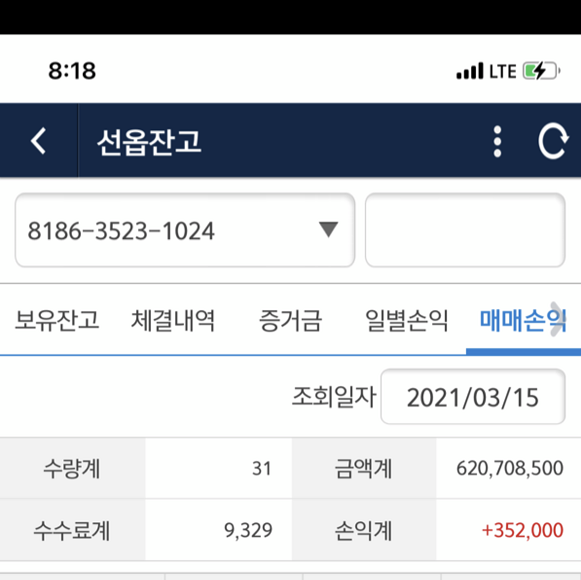 8:18 LTE
선옵잔고
8186-3523-1024
보유잔고 체결내역 증거금 일별손익 매매손익
조회일자 2021/03/15
수량계 31 금액계 620,708,500
수수료계 9,329 손익계 +352,000